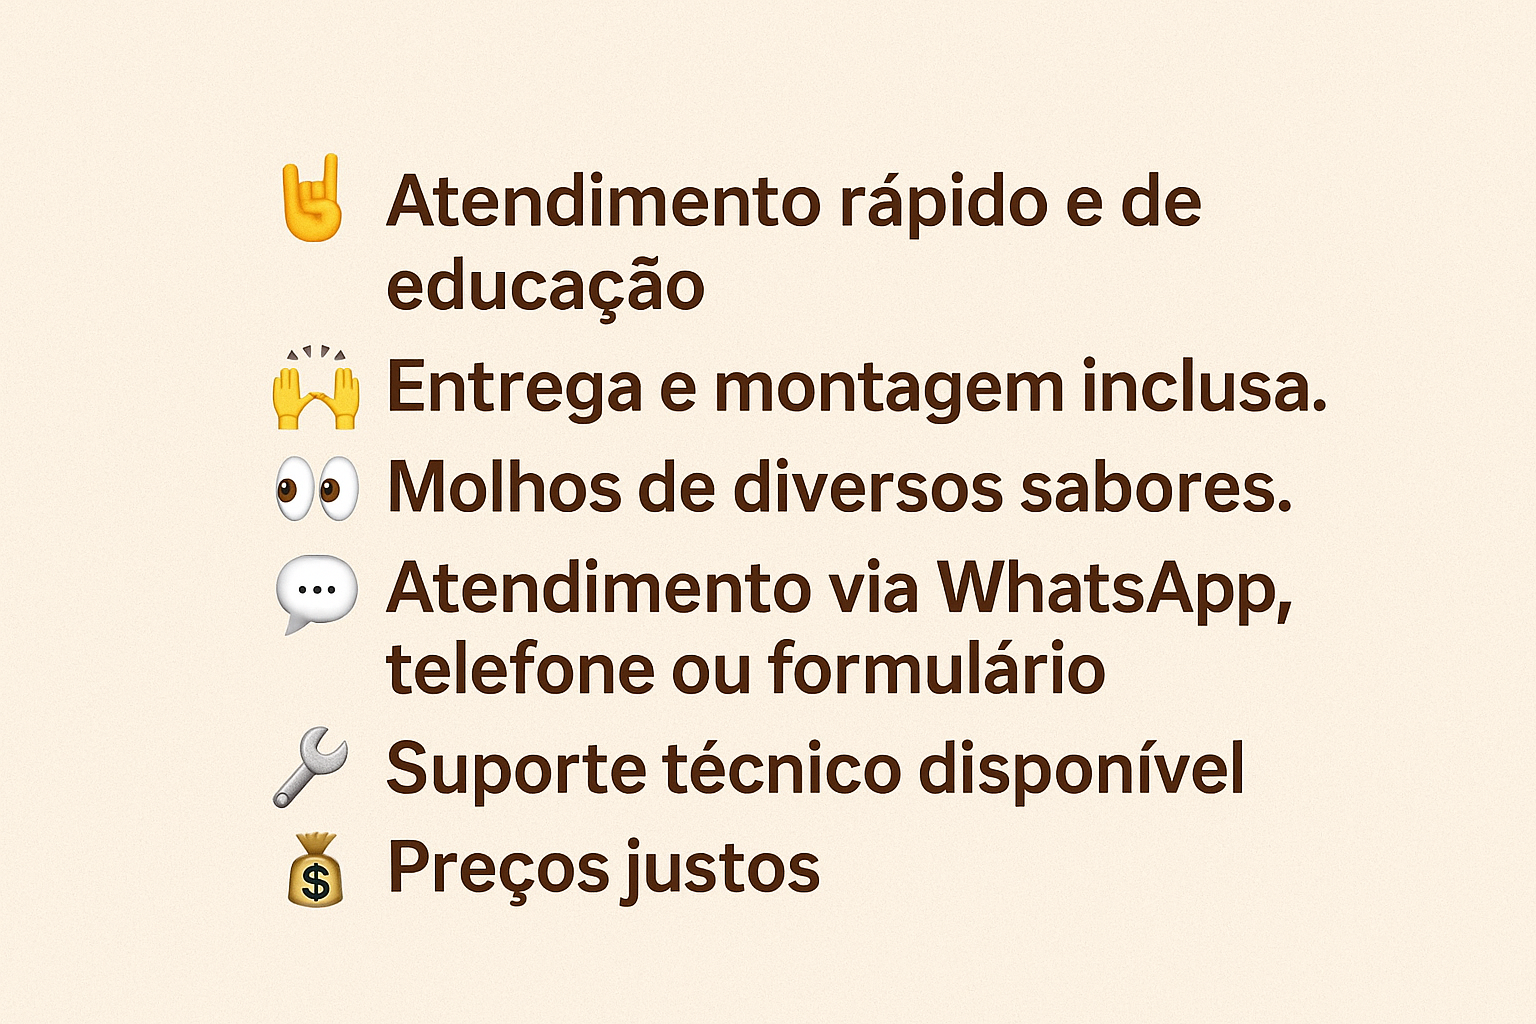 🤘 Atendimento rápido e de
educação
🙌 Entrega e montagem inclusa.
👀 Molhos de diversos sabores.
💬 Atendimento via WhatsApp,
telefone ou formulário
🔧 Suporte técnico disponível
💰 Preços justos